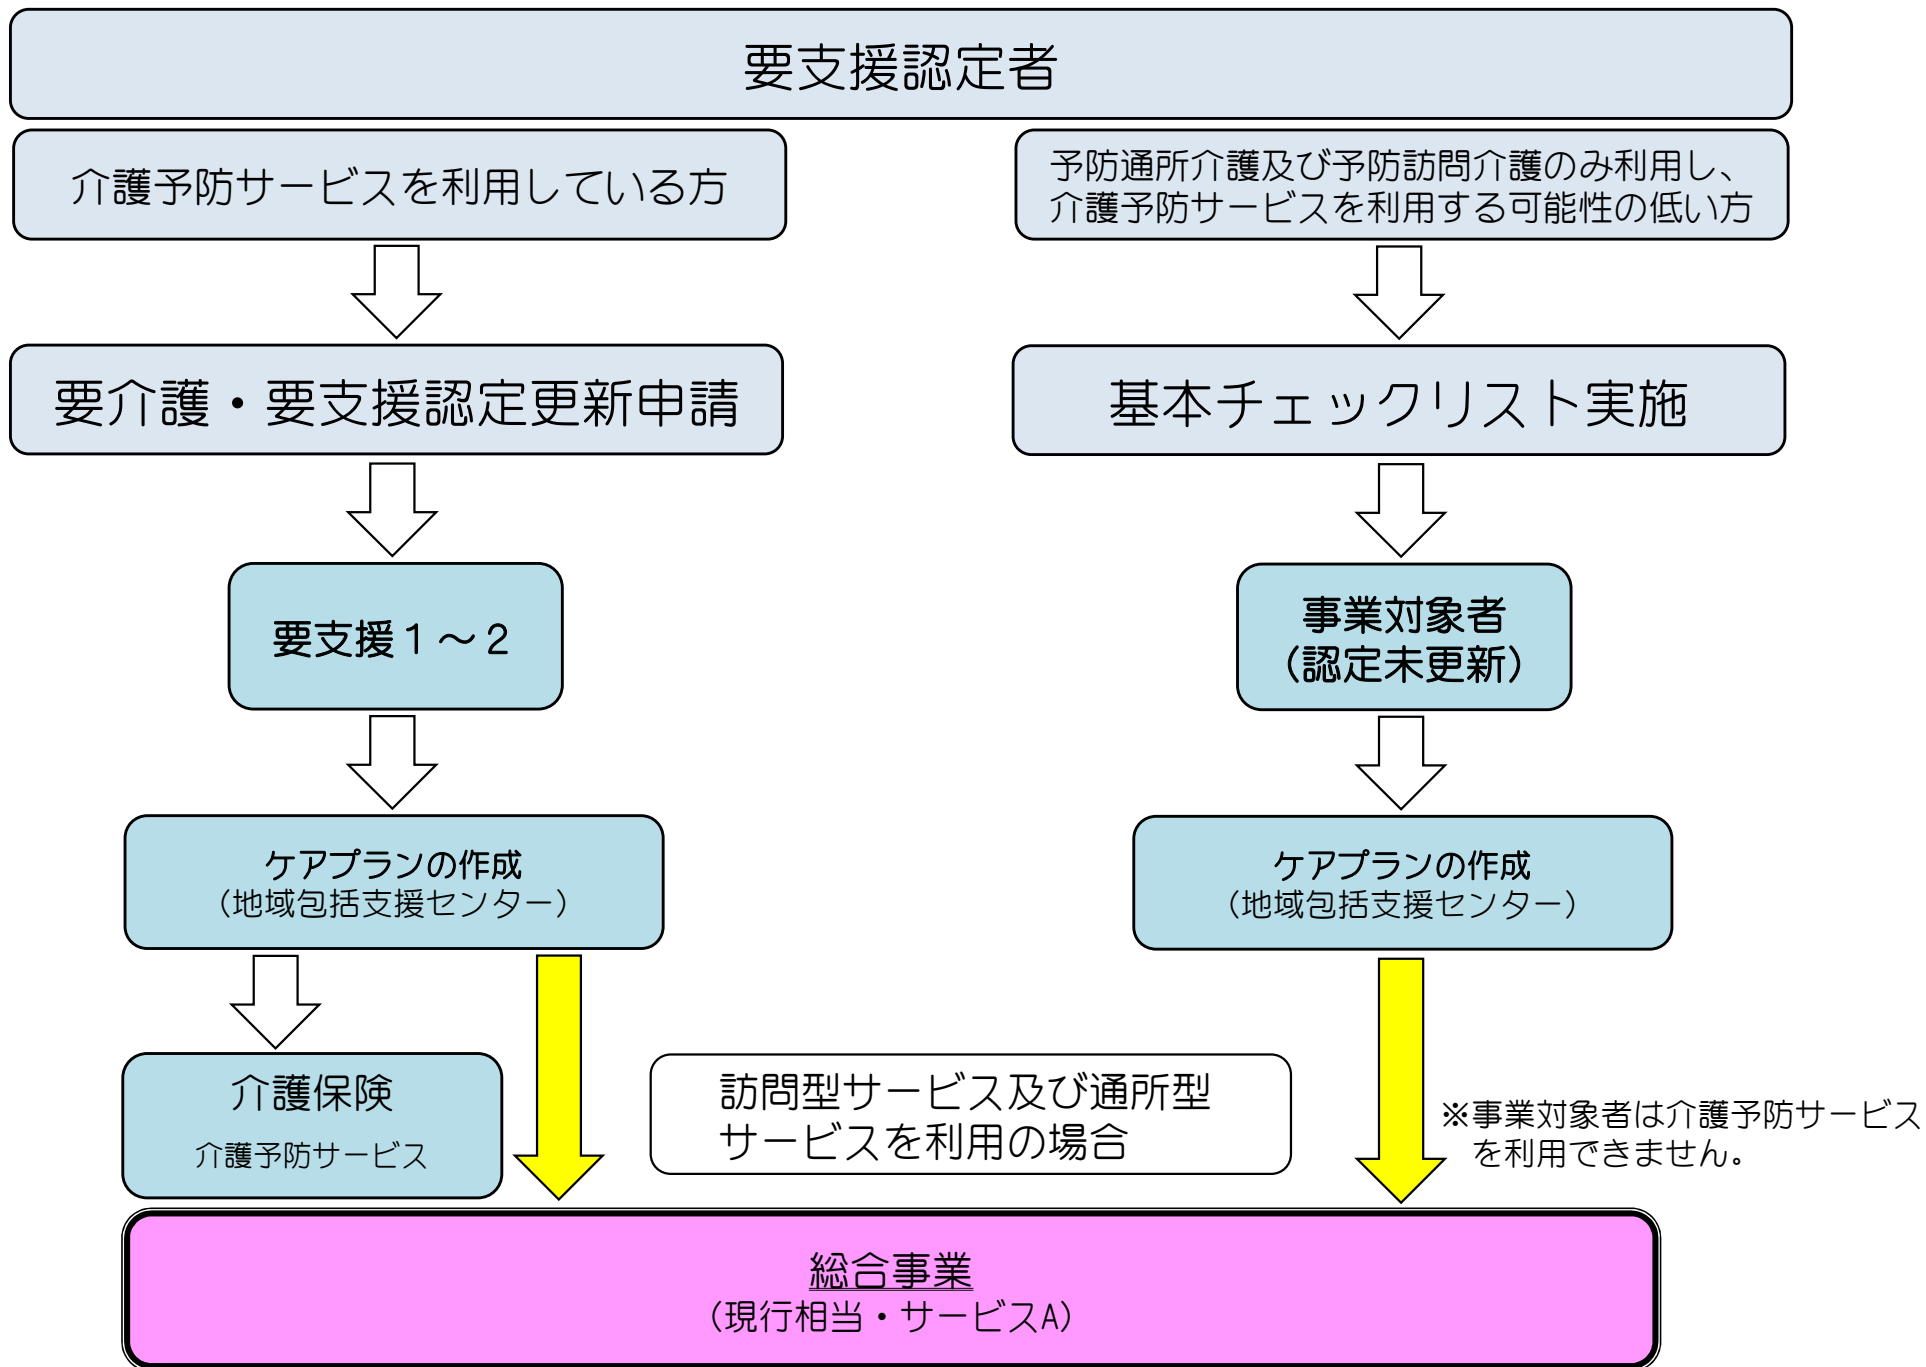 要支援認定者
介護予防サービスを利用している方
予防通所介護及び予防訪問介護のみ利用し、
介護予防サービスを利用する可能性の低い方
要介護・要支援認定更新申請
基本チェックリスト実施
要支援１～２
事業対象者
（認定未更新）
ケアプランの作成
（地域包括支援センター）
ケアプランの作成
（地域包括支援センター）
介護保険
介護予防サービス
訪問型サービス及び通所型
サービスを利用の場合
※事業対象者は介護予防サービス
を利用できません。
総合事業
（現行相当・サービスA）